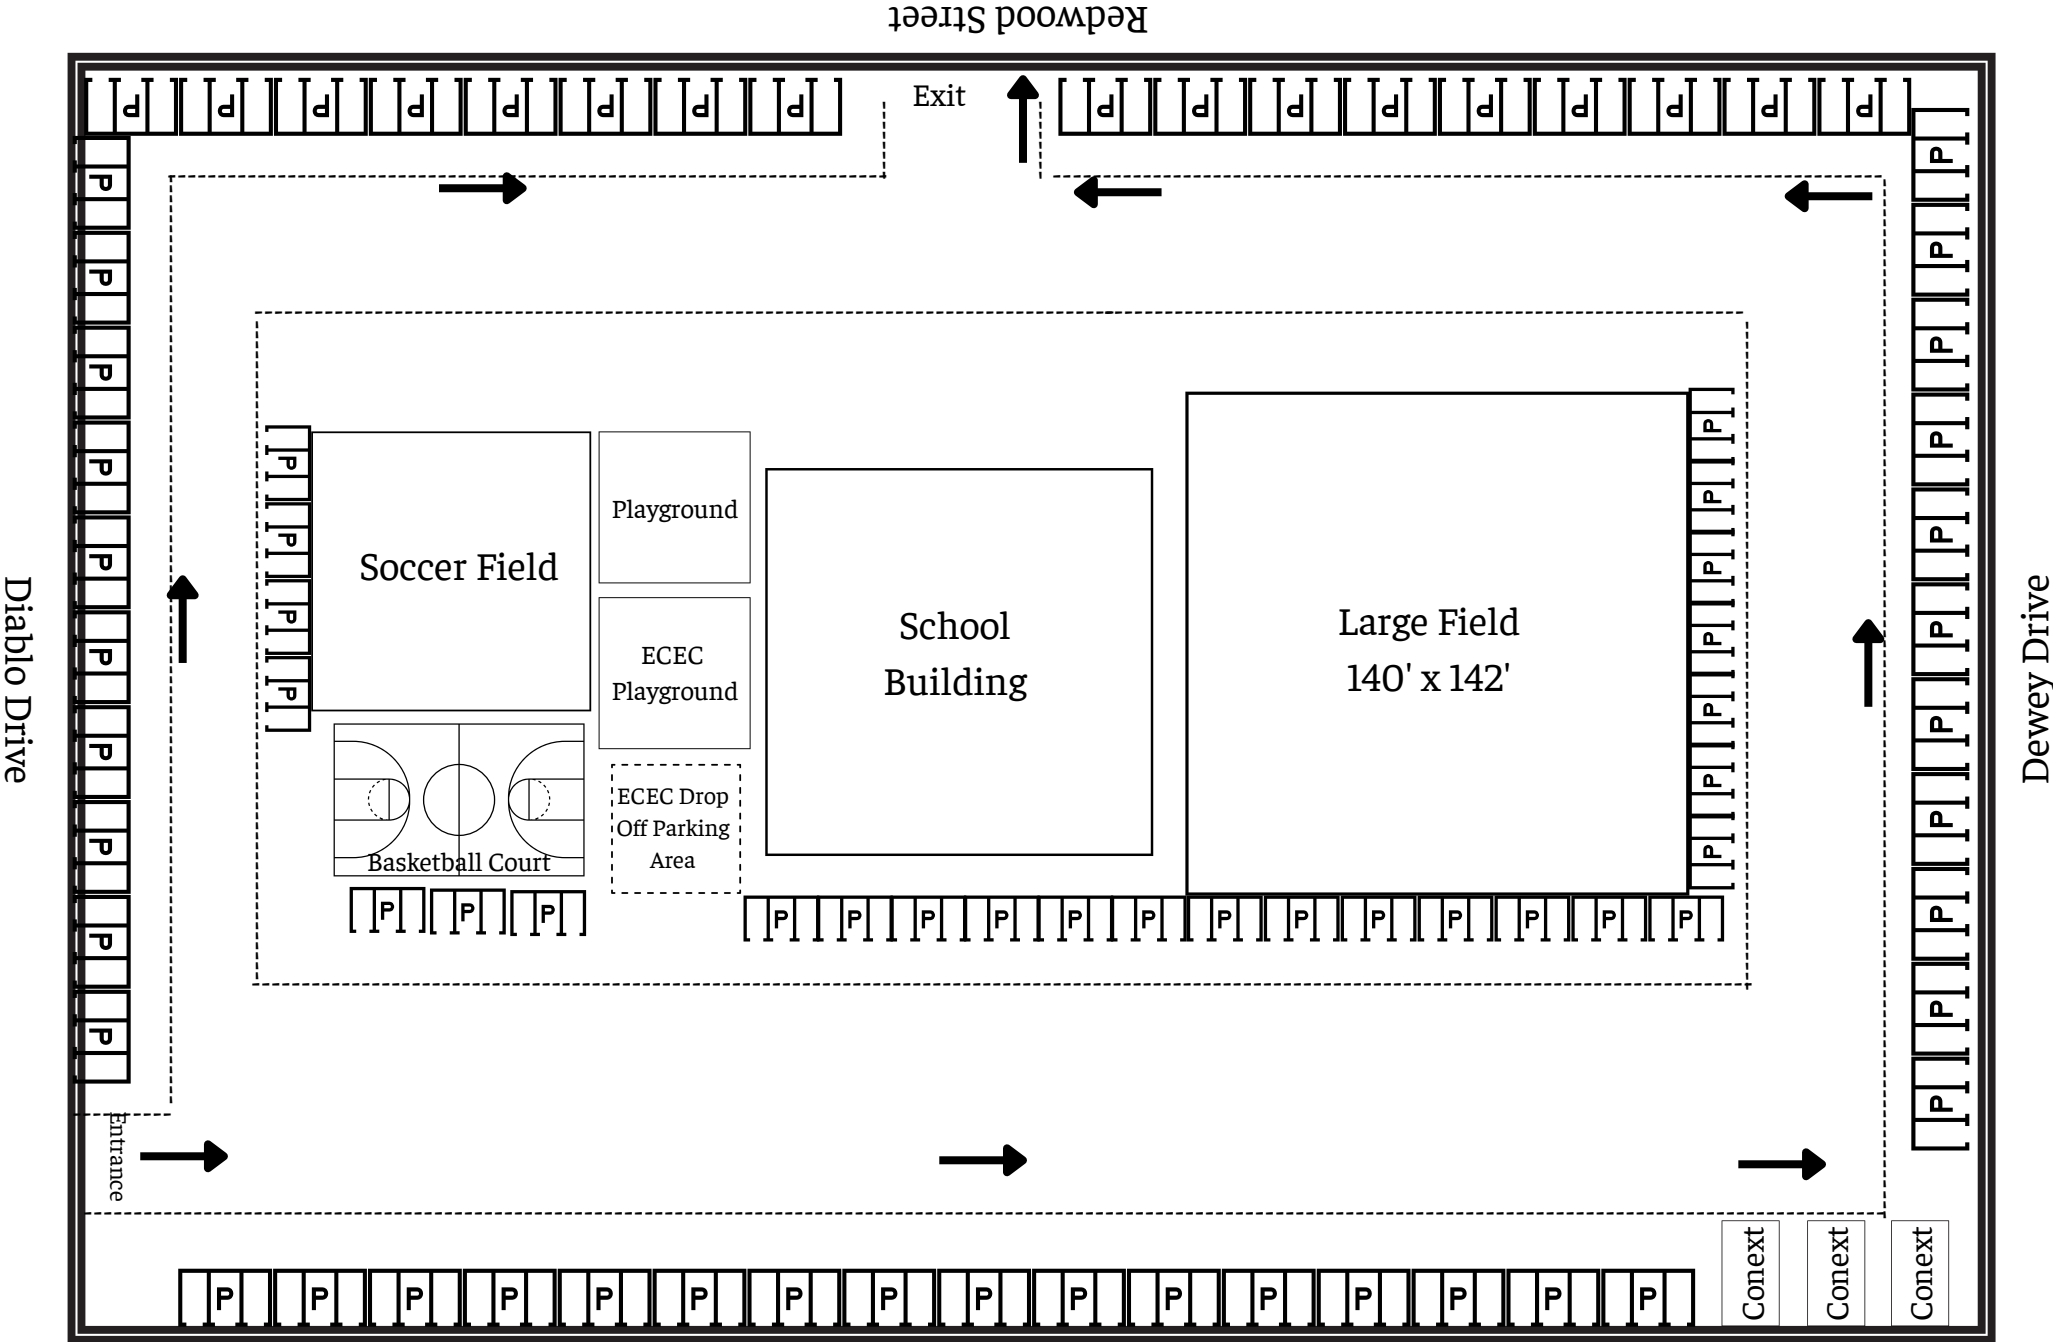 Redwood Street
P P P P P P P P
Exit
P P P P P P P P P
Diablo Drive
P
P
P
P
P
P
P
P
P
P
Entrance
P
P
P
P
Soccer Field
Playground
ECEC
Playground
ECEC Drop
Off Parking
Area
Basketball Court
P P P
School
Building
Large Field
140' x 142'
P
P
P
P
P
P
P
P P P P P P P P P P P P P
P
P
P
P
P
P
P
P
P
P
P
Dewey Drive
P P P P P P P P P P P P P P P P
Conext
Conext
Conext